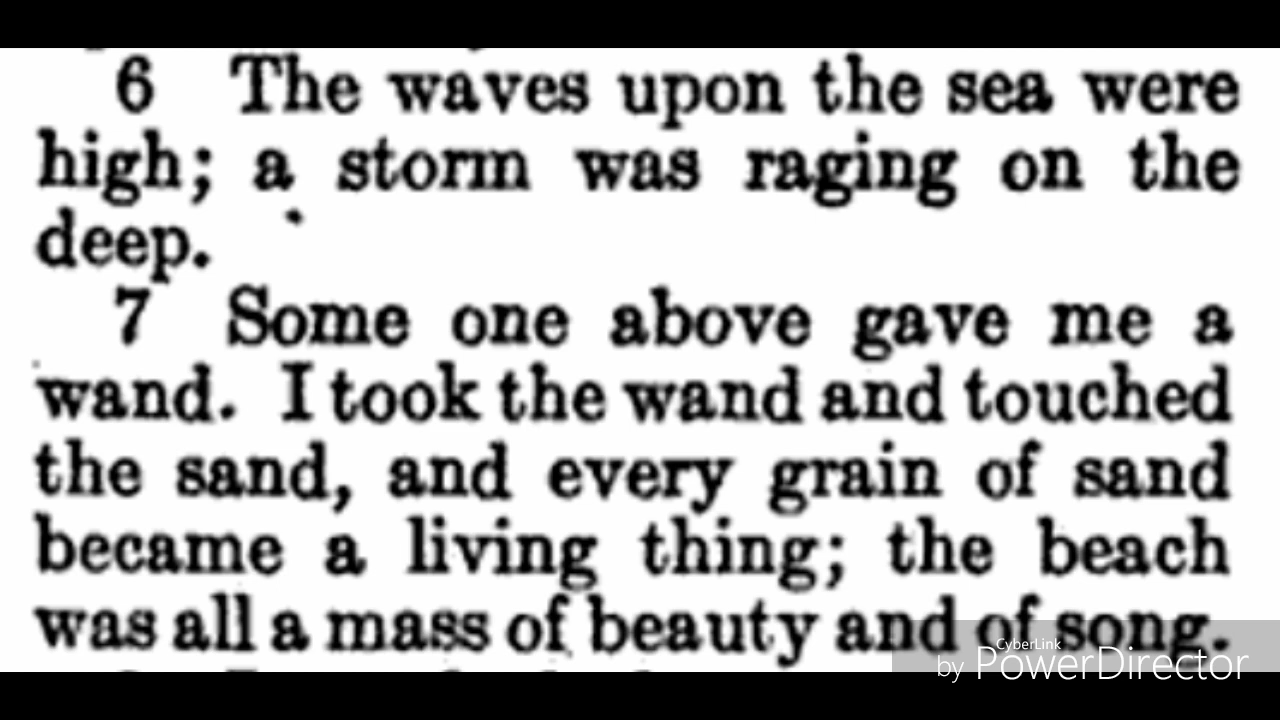 6 The waves upon the sea were
high; a storm was raging on the
deep.
7 Some one above gave me a
wand. I took the wand and touched
the sand, and every grain of sand
became a living thing; the beach
was all a mass of beauty and of song.
CyberLink
by PowerDirector